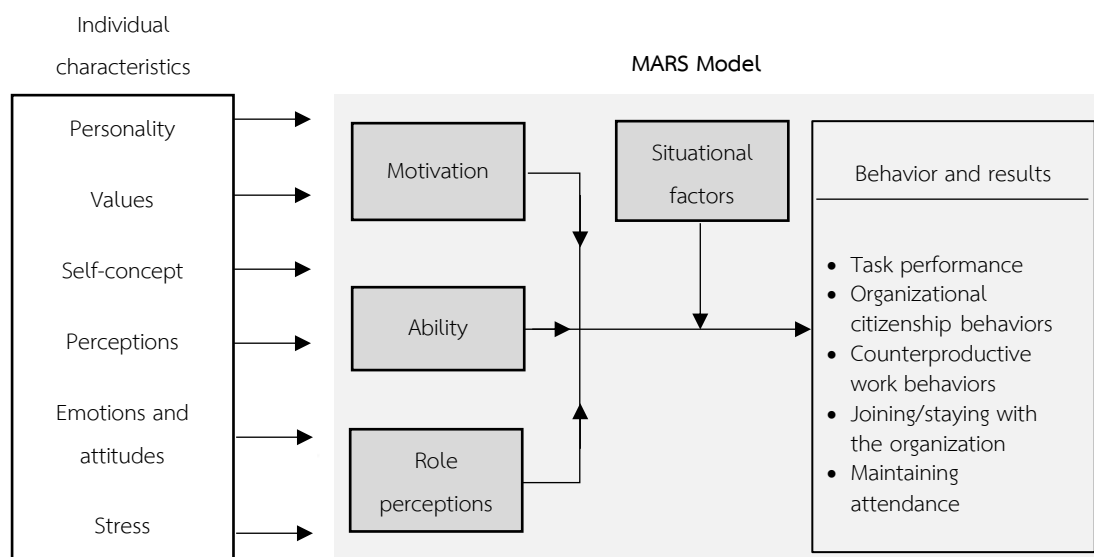 Individual
characteristics
Personality
Values
Self-concept
Perceptions
Emotions and
attitudes
Stress
MARS Model
Motivation
Ability
Role
perceptions
Situational
factors
Behavior and results
• Task performance
• Organizational
citizenship behaviors
• Counterproductive
work behaviors
• Joining/staying with
the organization
• Maintaining
attendance